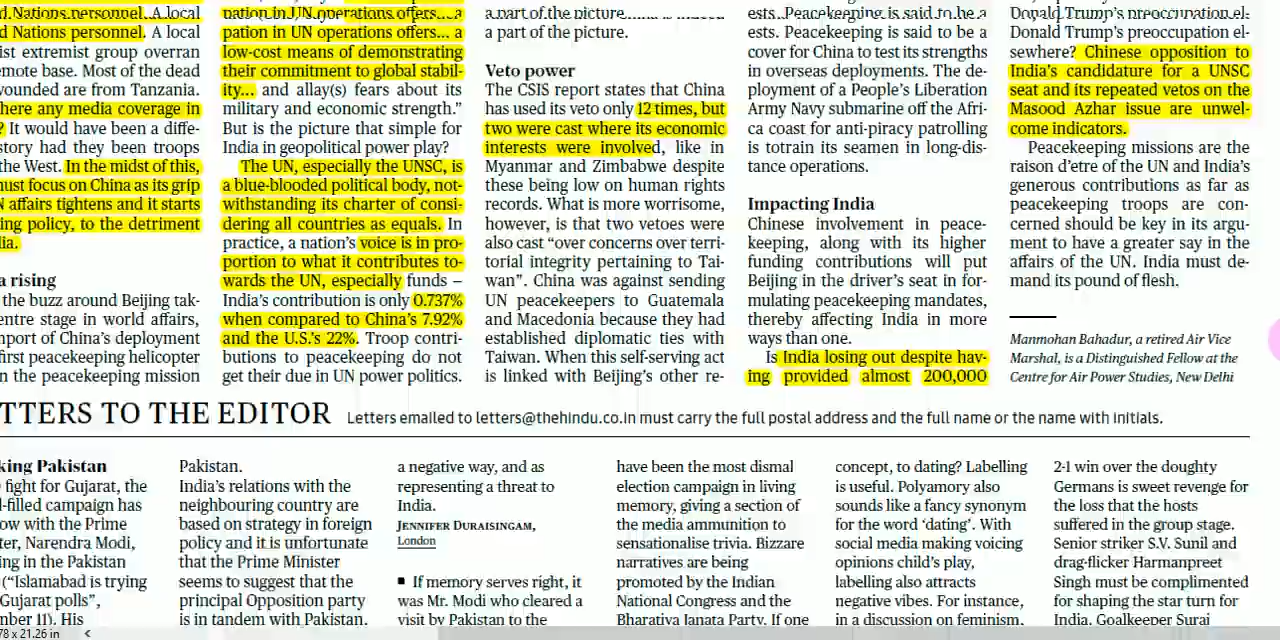 d Nations personnel. A local
d Nations personnel. A local
ist extremist group overran
emote base. Most of the dead
wounded are from Tanzania.
here any media coverage in
? It would have been a diffe-
story had they been troops
the West. In the midst of this,
must focus on China as its grip
N affairs tightens and it starts
ing policy, to the detriment
lia.
a rising
the buzz around Beijing tak-
entre stage in world affairs,
mport of China's deployment
first peacekeeping helicopter
n the peacekeeping mission
nation in UN operations offers... a
pation in UN operations offers... a
low-cost means of demonstrating
their commitment to global stabil-
ity... and allay(s) fears about its
military and economic strength."
But is the picture that simple for
India in geopolitical power play?
The UN, especially the UNSC, is
a blue-blooded political body, not-
withstanding its charter of consi-
dering all countries as equals. In
practice, a nation's voice is in pro-
portion to what it contributes to-
wards the UN, especially funds –
India's contribution is only 0.737%
when compared to China's 7.92%
and the U.S.'s 22%. Troop contri-
butions to peacekeeping do not
get their due in UN power politics.
a part of the picture.
a part of the picture.
Veto power
The CSIS report states that China
has used its veto only 12 times, but
two were cast where its economic
interests were involved, like in
Myanmar and Zimbabwe despite
these being low on human rights
records. What is more worrisome,
however, is that two vetoes were
also cast "over concerns over terri-
torial integrity pertaining to Tai-
wan". China was against sending
UN peacekeepers to Guatemala
and Macedonia because they had
established diplomatic ties with
Taiwan. When this self-serving act
is linked with Beijing's other re-
ests. Peacekeeping is said to be a
ests. Peacekeeping is said to be a
cover for China to test its strengths
in overseas deployments. The de-
ployment of a People's Liberation
Army Navy submarine off the Afri-
ca coast for anti-piracy patrolling
is totrain its seamen in long-dis-
tance operations.
Impacting India
Chinese involvement in peace-
keeping, along with its higher
funding contributions will put
Beijing in the driver's seat in for-
mulating peacekeeping mandates,
thereby affecting India in more
ways than one.
Is India losing out despite hav-
ing provided almost 200,000
Donald Trump's preoccupation el-
Donald Trump's preoccupation el-
sewhere? Chinese opposition to
India's candidature for a UNSC
seat and its repeated vetos on the
Masood Azhar issue are unwel-
come indicators.
Peacekeeping missions are the
raison d'etre of the UN and India's
generous contributions as far as
peacekeeping troops are con-
cerned should be key in its argu-
ment to have a greater say in the
affairs of the UN. India must de-
mand its pound of flesh.
Manmohan Bahadur, a retired Air Vice
Marshal, is a Distinguished Fellow at the
Centre for Air Power Studies, New Delhi
TTERS TO THE EDITOR Letters emailed to letters@thehindu.co.in must carry the full postal address and the full name or the name with initials.
king Pakistan
fight for Gujarat, the
l-filled campaign has
ow with the Prime
ter, Narendra Modi,
ing in the Pakistan
("Islamabad is trying
Gujarat polls",
mber 11). His
Pakistan.
India's relations with the
neighbouring country are
based on strategy in foreign
policy and it is unfortunate
that the Prime Minister
seems to suggest that the
principal Opposition party
is in tandem with Pakistan.
a negative way, and as
representing a threat to
India.
JENNIFER DURAISINGAM,
London
■ If memory serves right, it
was Mr. Modi who cleared a
visit by Pakistan to the
have been the most dismal
election campaign in living
memory, giving a section of
the media ammunition to
sensationalise trivia. Bizzare
narratives are being
promoted by the Indian
National Congress and the
Bharatiya Janata Party. If one
concept, to dating? Labelling
is useful. Polyamory also
sounds like a fancy synonym
for the word 'dating'. With
social media making voicing
opinions child's play,
labelling also attracts
negative vibes. For instance,
in a discussion on feminism,
2-1 win over the doughty
Germans is sweet revenge for
the loss that the hosts
suffered in the group stage.
Senior striker S.V. Sunil and
drag-flicker Harmanpreet
Singh must be complimented
for shaping the star turn for
India. Goalkeeper Suraj
78 x 21.26 in